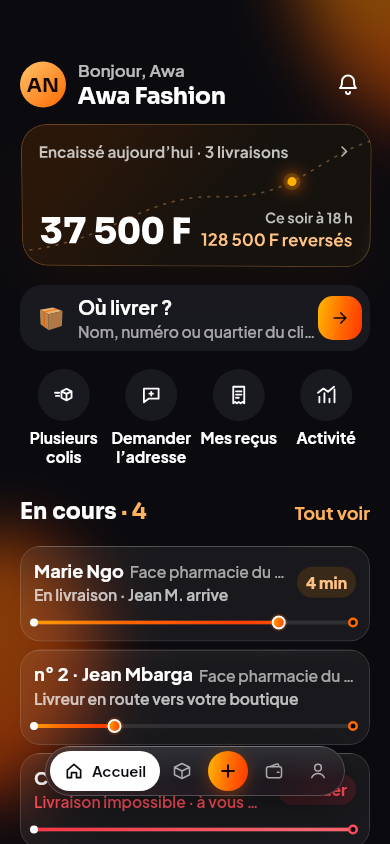 Bonjour, Awa
AN
Awa Fashion
Encaissé aujourd’hui · 3 livraisons
Ce soir à 18 h
37 500 F
128 500 F reversés
Où livrer ?
Nom, numéro ou quartier du cli…
Plusieurs colis
Demander l’adresse
Mes reçus
Activité
En cours · 4
Tout voir
Marie Ngo Face pharmacie du …
4 min
En livraison · Jean M. arrive
n° 2 · Jean Mbarga Face pharmacie du …
Livreur en route vers votre boutique
Accueil
Livraison impossible · à vous …